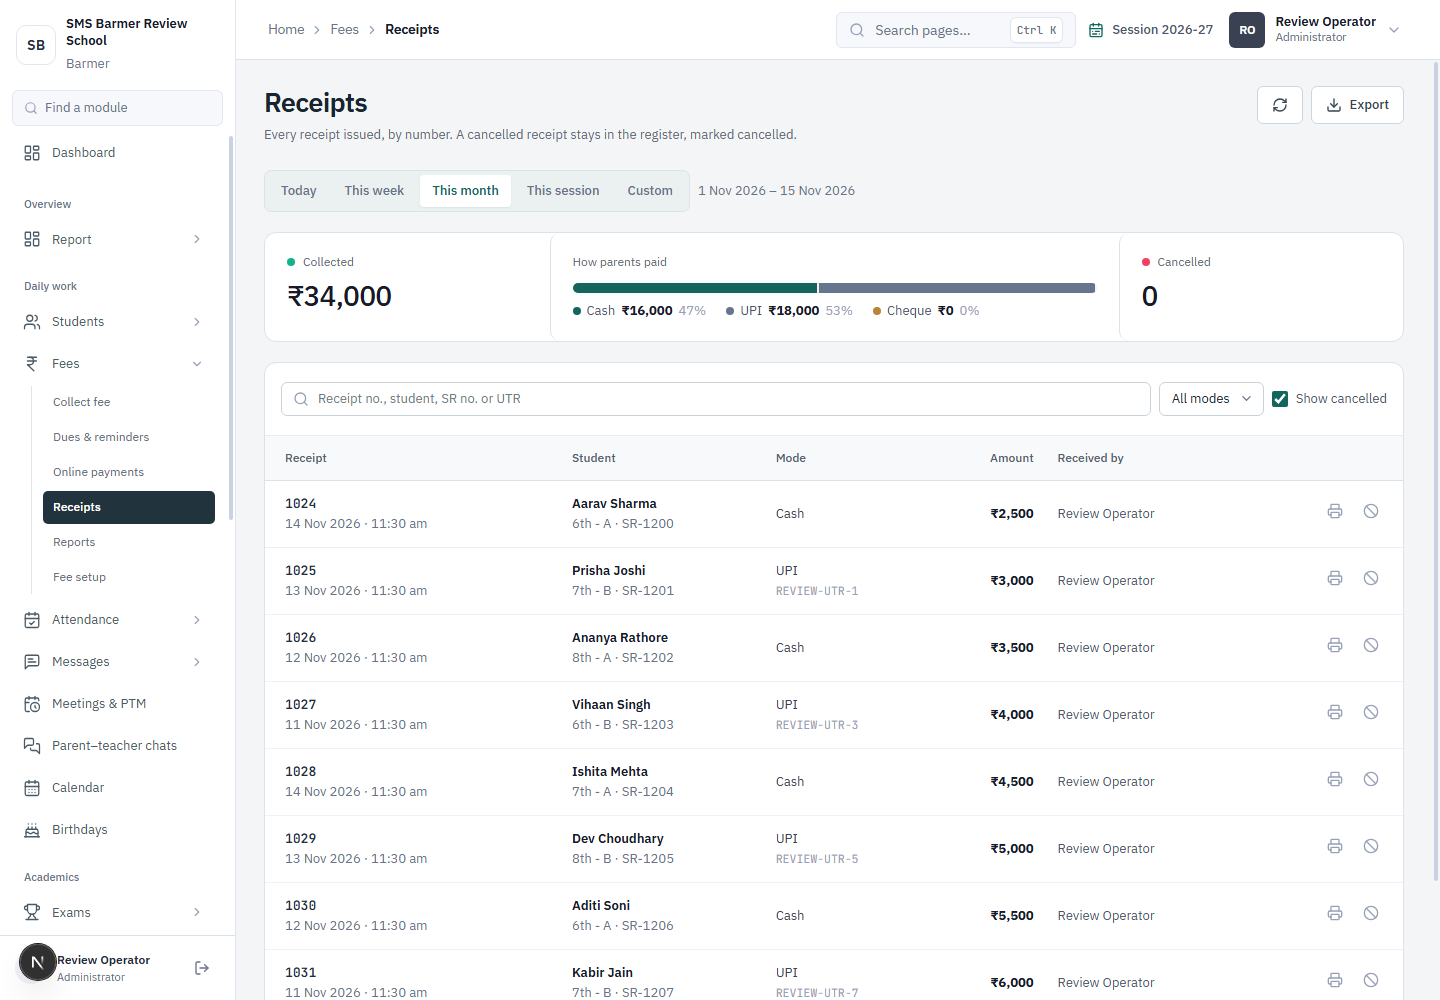 SMS Barmer Review School
Barmer
SB
Find a module
Dashboard
Overview
Report
Daily work
Students
Fees
Collect fee
Dues & reminders
Online payments
Receipts
Reports
Fee setup
Attendance
Messages
Meetings & PTM
Parent–teacher chats
Calendar
Birthdays
Academics
Exams
N
Review Operator
Administrator
Home > Fees > Receipts
Search pages... Ctrl K
Session 2026-27
RO
Review Operator
Administrator
Receipts
Every receipt issued, by number. A cancelled receipt stays in the register, marked cancelled.
Export
Today This week This month This session Custom 1 Nov 2026 – 15 Nov 2026
Collected
₹34,000
How parents paid
Cash ₹16,000 47% UPI ₹18,000 53% Cheque ₹0 0%
Cancelled
0
Receipt no., student, SR no. or UTR
All modes
Show cancelled
Receipt Student Mode Amount Received by
1024 Aarav Sharma
14 Nov 2026 · 11:30 am 6th - A · SR-1200 Cash ₹2,500 Review Operator
1025 Prisha Joshi UPI
13 Nov 2026 · 11:30 am 7th - B · SR-1201 REVIEW-UTR-1 ₹3,000 Review Operator
1026 Ananya Rathore
12 Nov 2026 · 11:30 am 8th - A · SR-1202 Cash ₹3,500 Review Operator
1027 Vihaan Singh UPI
11 Nov 2026 · 11:30 am 6th - B · SR-1203 REVIEW-UTR-3 ₹4,000 Review Operator
1028 Ishita Mehta
14 Nov 2026 · 11:30 am 7th - A · SR-1204 Cash ₹4,500 Review Operator
1029 Dev Choudhary UPI
13 Nov 2026 · 11:30 am 8th - B · SR-1205 REVIEW-UTR-5 ₹5,000 Review Operator
1030 Aditi Soni
12 Nov 2026 · 11:30 am 6th - A · SR-1206 Cash ₹5,500 Review Operator
1031 Kabir Jain UPI
11 Nov 2026 · 11:30 am 7th - B · SR-1207 REVIEW-UTR-7 ₹6,000 Review Operator